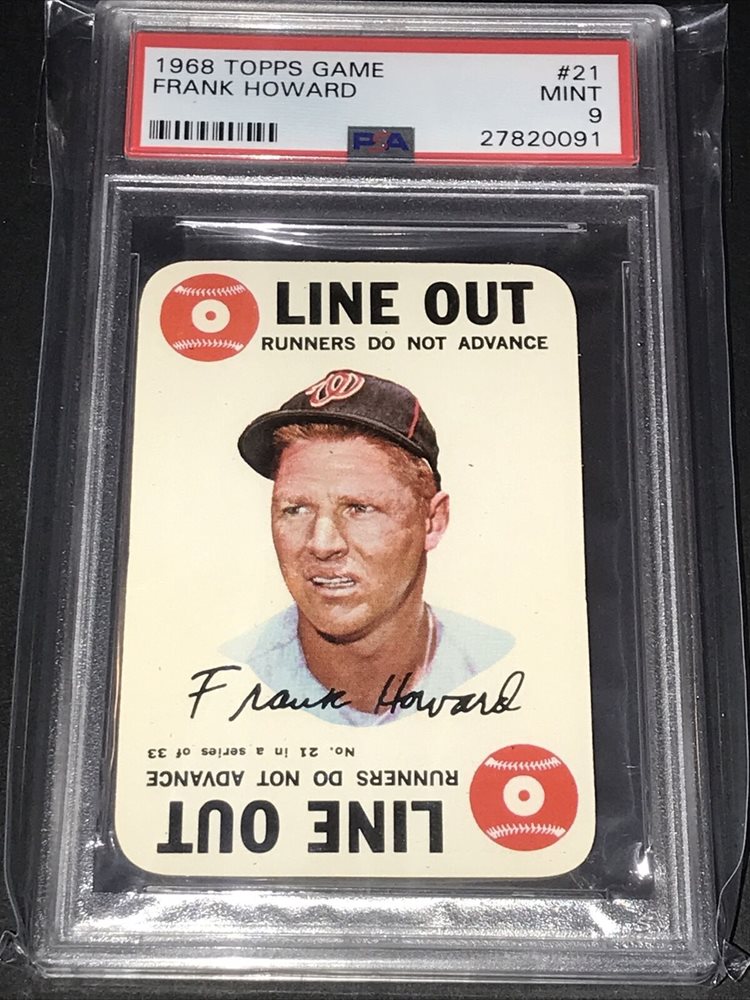 1968 TOPPS GAME #21
FRANK HOWARD MINT
9
PSA 27820091
LINE OUT
RUNNERS DO NOT ADVANCE
W
Frank Howard
No. 21 in a series of 33
RUNNERS DO NOT ADVANCE
LINE OUT